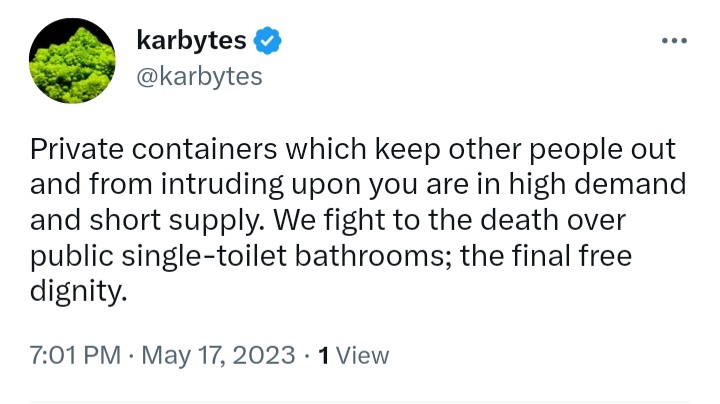 karbytes
@karbytes
Private containers which keep other people out
and from intruding upon you are in high demand
and short supply. We fight to the death over
public single-toilet bathrooms; the final free
dignity.
7:01 PM · May 17, 2023 · 1 View